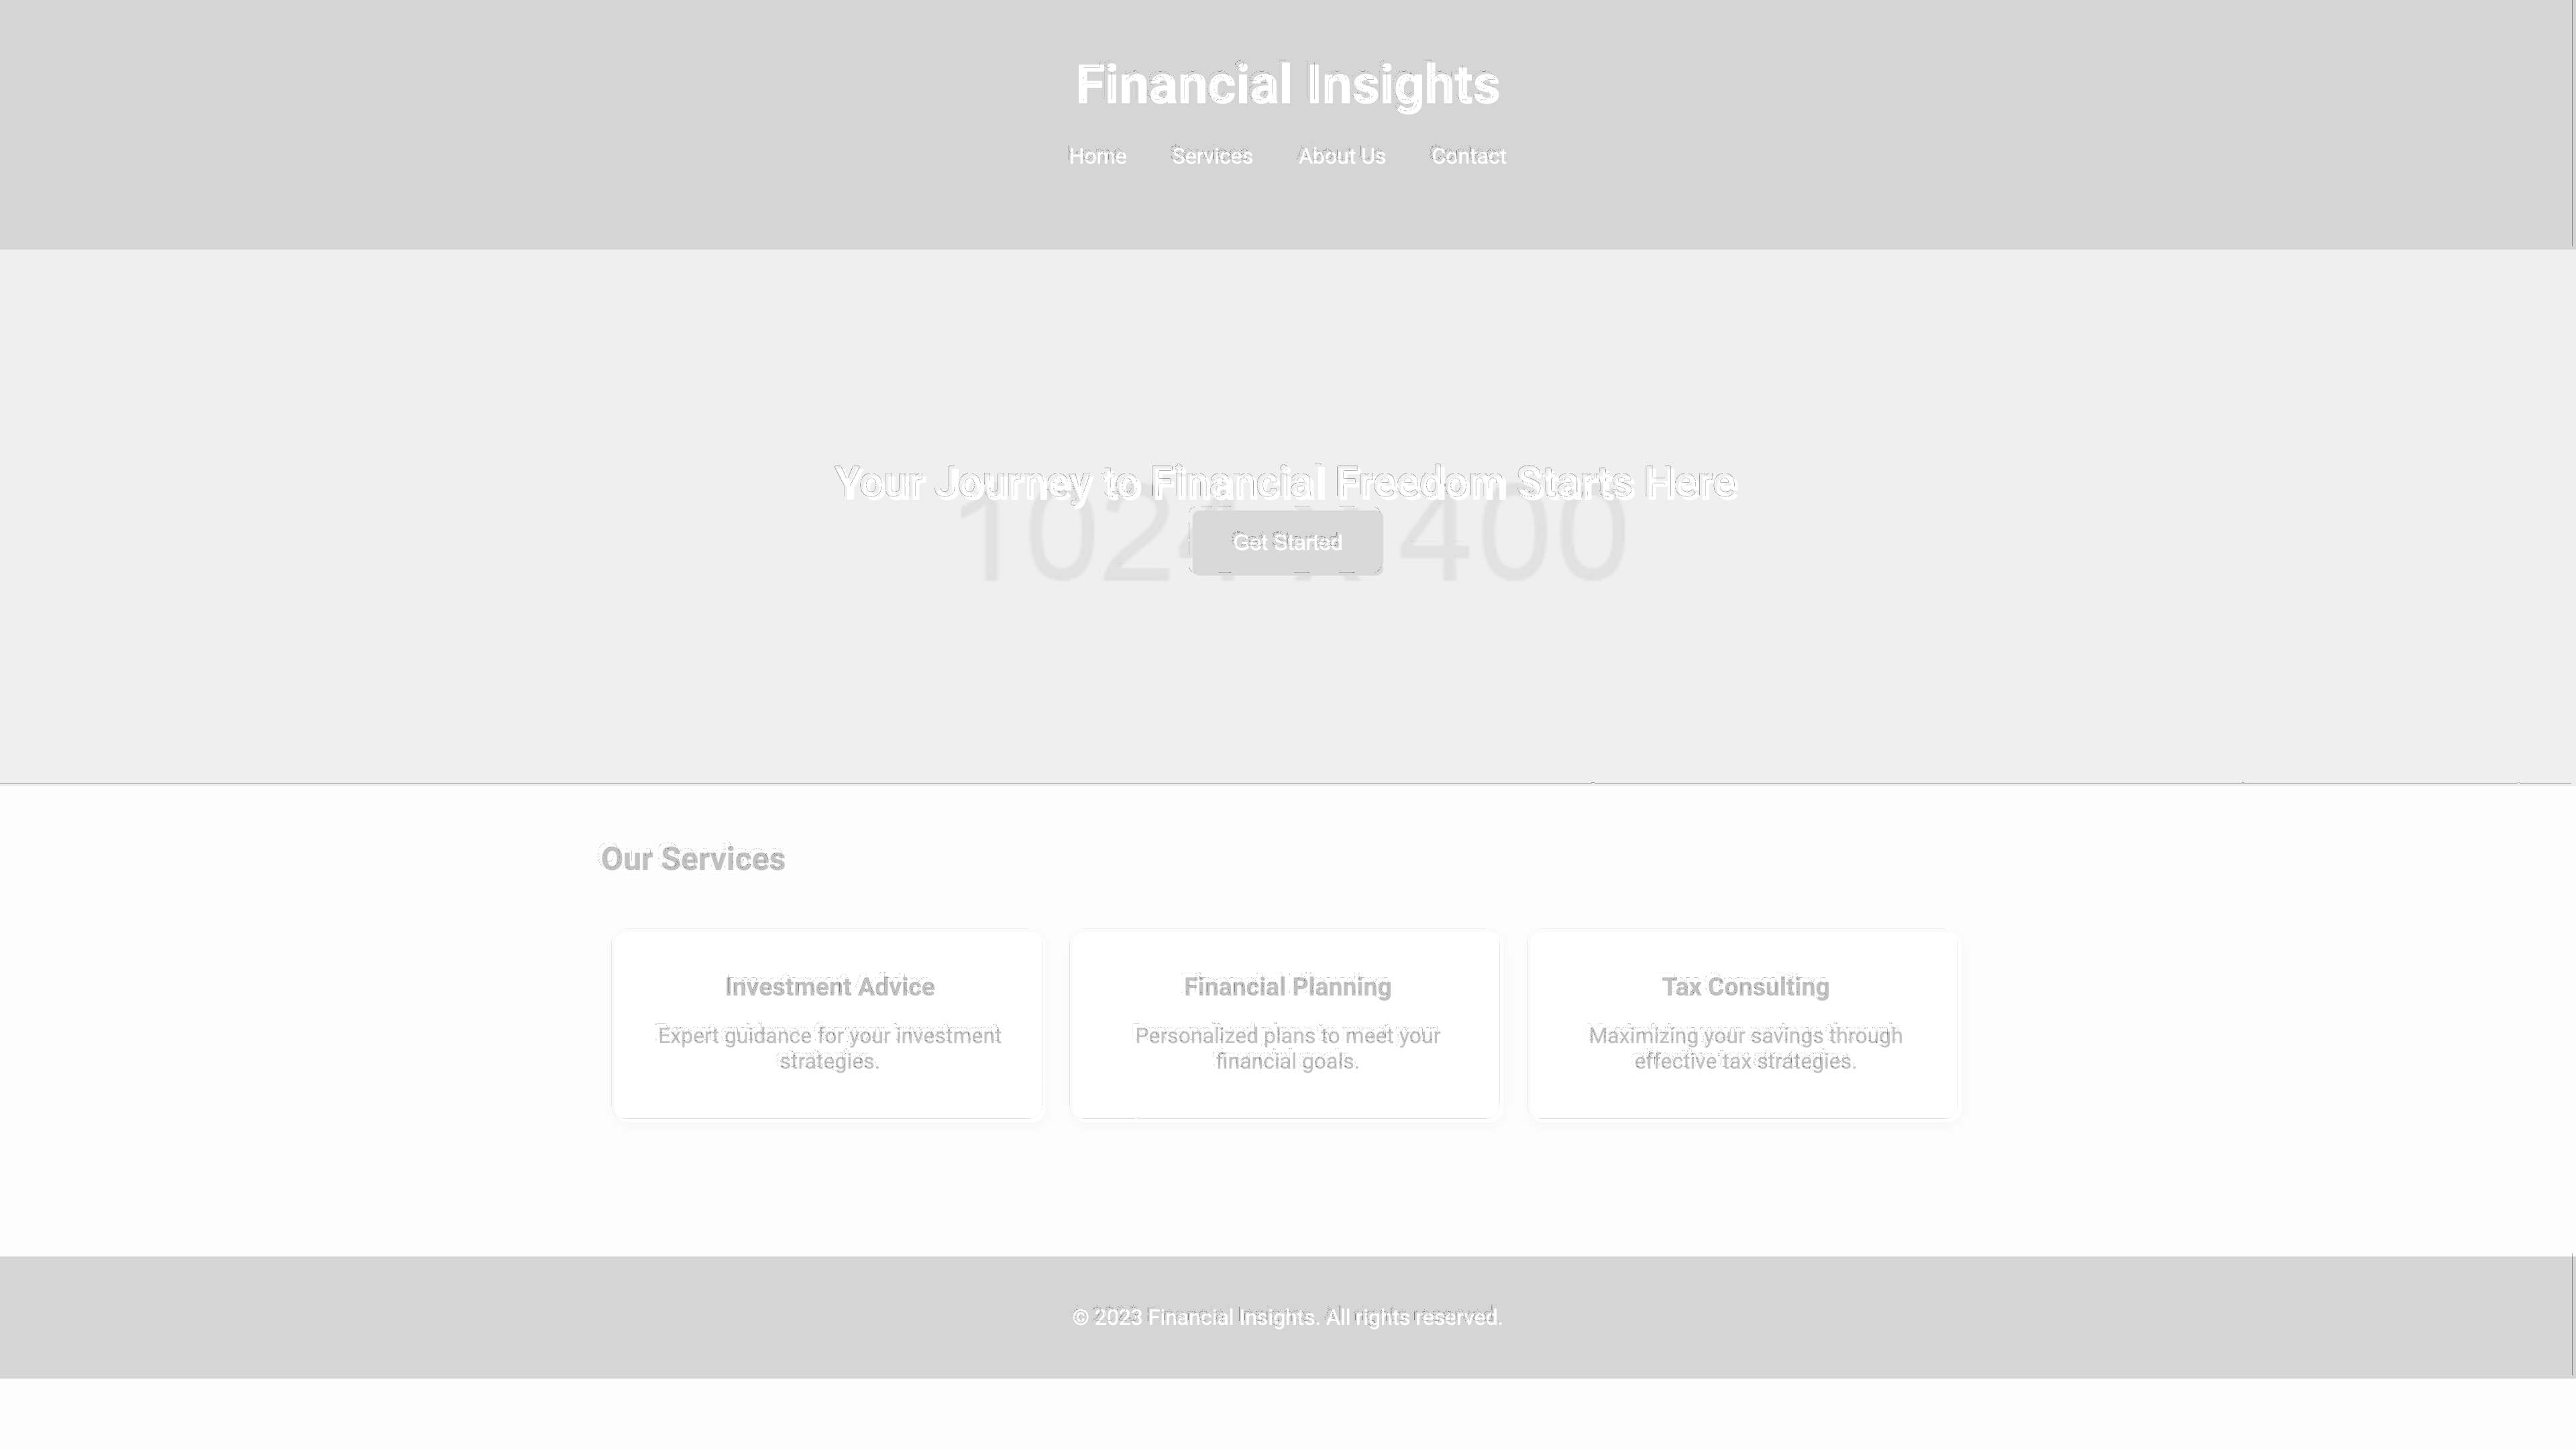 Financial Insights
Home Services About Us Contact
Your Journey to Financial Freedom Starts Here
1024 x 400
Get Started
Our Services
Investment Advice
Expert guidance for your investment
strategies.
Financial Planning
Personalized plans to meet your
financial goals.
Tax Consulting
Maximizing your savings through
effective tax strategies.
© 2023 Financial Insights. All rights reserved.